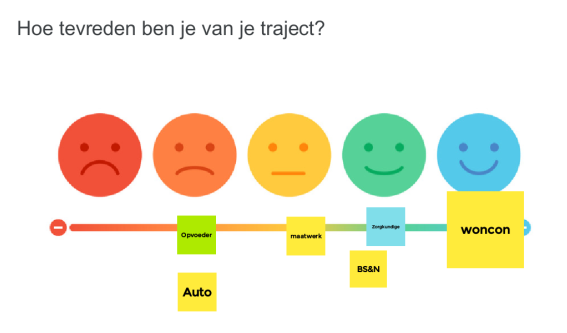 Hoe tevreden ben je van je traject?
Opvoeder
maatwerk
Zorgkundige
woncon
BS&N
Auto